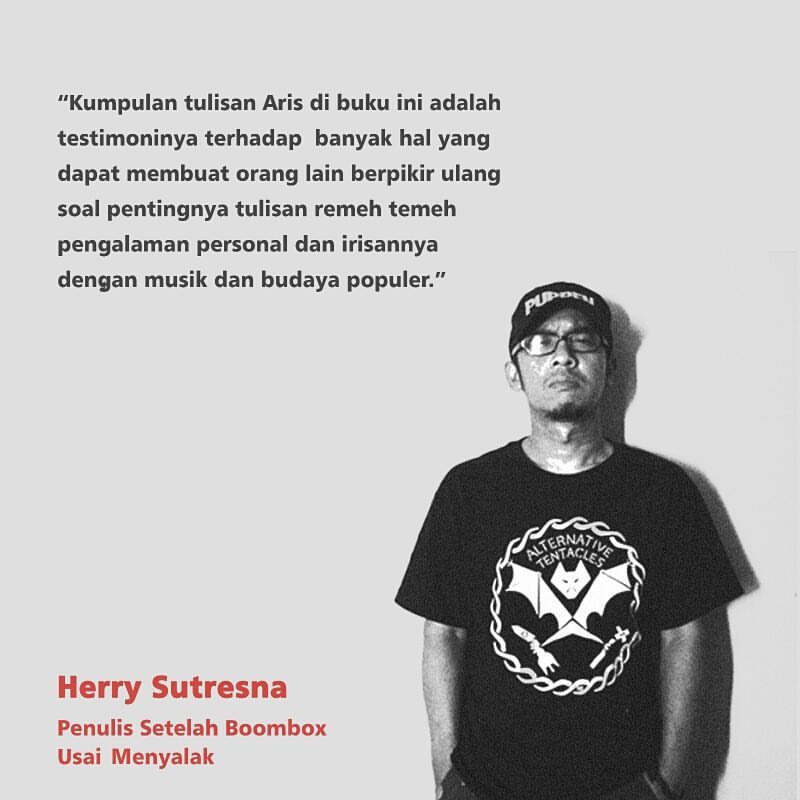 “Kumpulan tulisan Aris di buku ini adalah
testimoninya terhadap banyak hal yang
dapat membuat orang lain berpikir ulang
soal pentingnya tulisan remeh temeh
pengalaman personal dan irisannya
dengan musik dan budaya populer.”
ALTERNATIVE
TENTACLES
Herry Sutresna
Penulis Setelah Boombox
Usai Menyalak